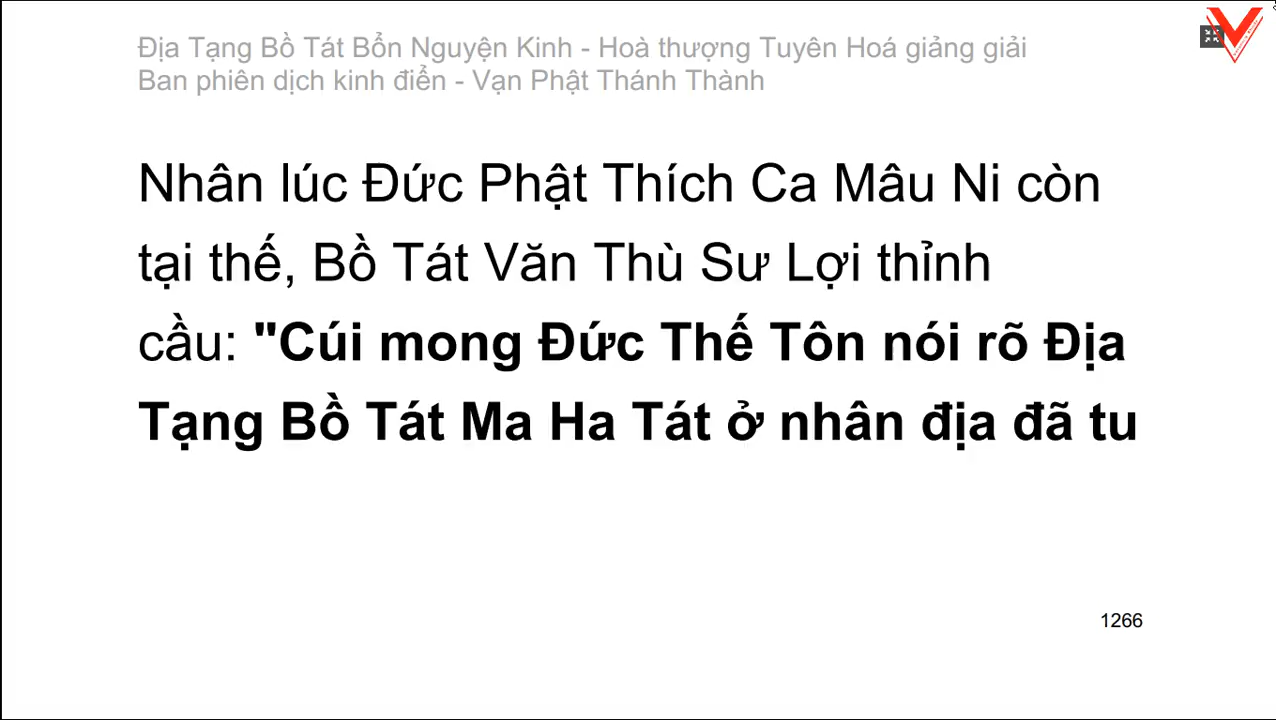 Địa Tạng Bồ Tát Bổn Nguyện Kinh - Hoà thượng Tuyên Hoá giảng giải
Ban phiên dịch kinh điển - Vạn Phật Thánh Thành
Nhân lúc Đức Phật Thích Ca Mâu Ni còn
tại thế, Bồ Tát Văn Thù Sư Lợi thỉnh
cầu: "Cúi mong Đức Thế Tôn nói rõ Địa
Tạng Bồ Tát Ma Ha Tát ở nhân địa đã tu
1266